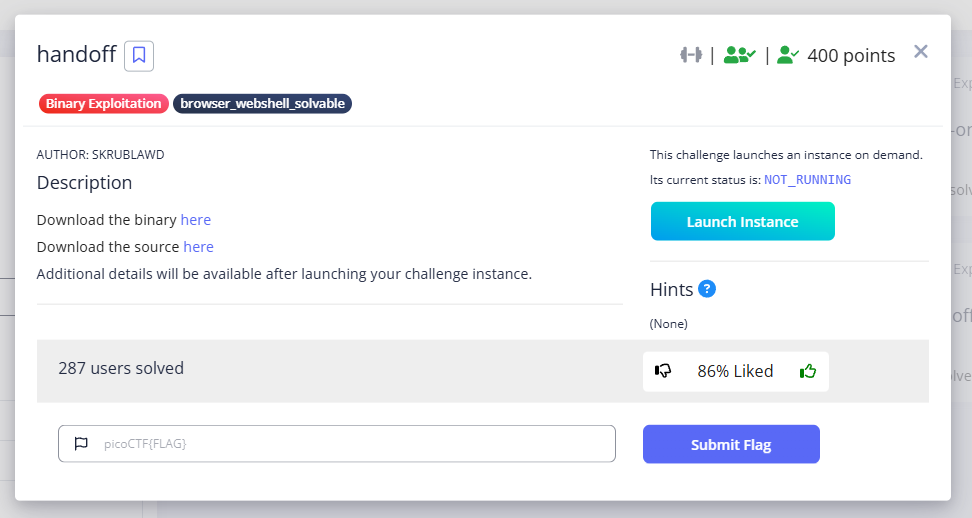 handoff
400 points
Binary Exploitation browser_webshell_solvable
AUTHOR: SKRUBLAWD
Description
Download the binary here
Download the source here
Additional details will be available after launching your challenge instance.
This challenge launches an instance on demand.
Its current status is: NOT_RUNNING
Launch Instance
Hints ?
(None)
287 users solved
86% Liked
picoCTF{FLAG}
Submit Flag